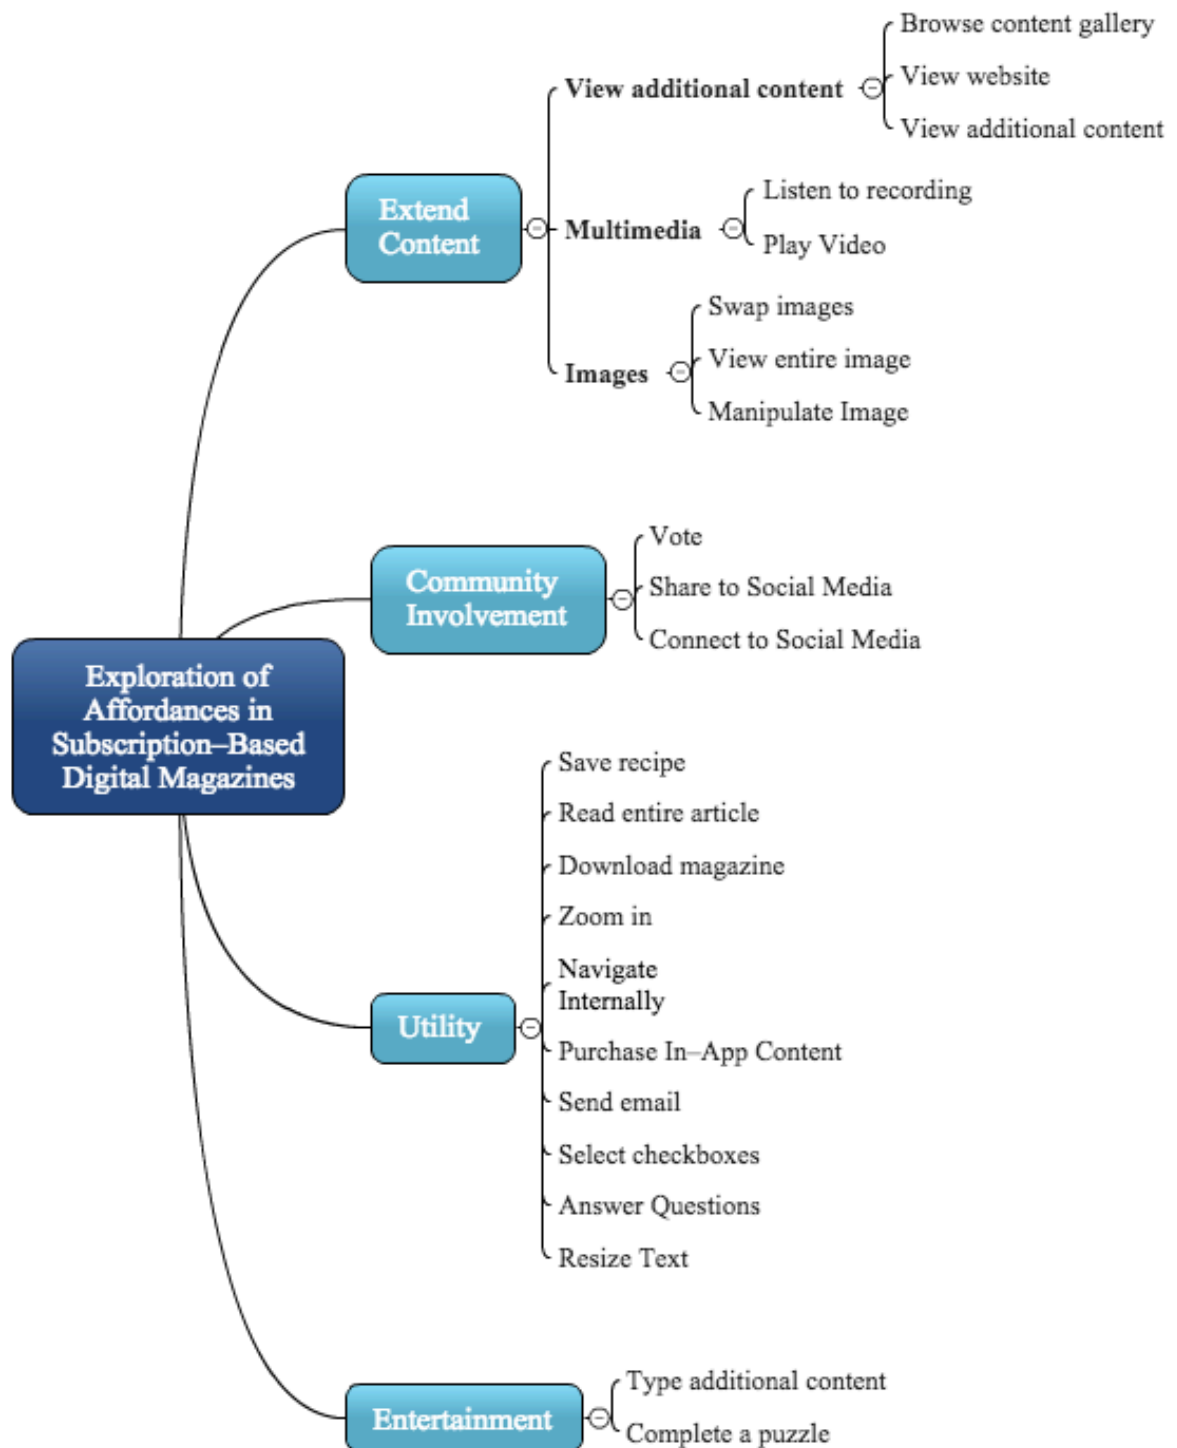 Browse content gallery
View website
View additional content
View additional content
Listen to recording
Play Video
Multimedia
Extend
Content
Swap images
View entire image
Manipulate Image
Images
Vote
Share to Social Media
Connect to Social Media
Community
Involvement
Exploration of
Affordances in
Subscription–Based
Digital Magazines
Save recipe
Read entire article
Download magazine
Zoom in
Navigate
Internally
Purchase In–App Content
Send email
Select checkboxes
Answer Questions
Resize Text
Utility
Type additional content
Complete a puzzle
Entertainment